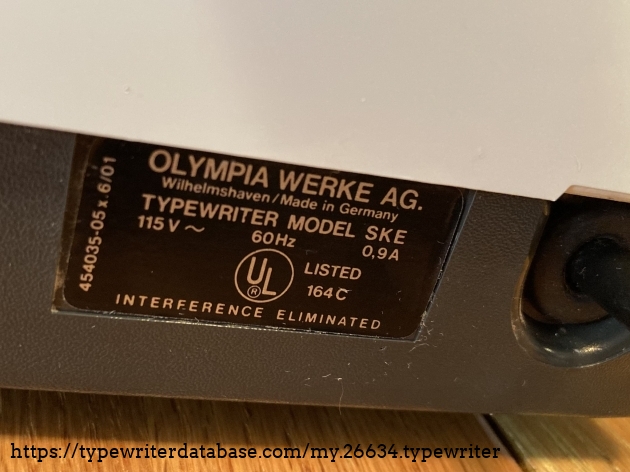 OLYMPIA WERKE AG.
Wilhelmshaven/Made in Germany
TYPEWRITER MODEL SKE
115V ~ 60Hz 0,9A
UL
®
LISTED
164C
INTERFERENCE ELIMINATED
454035-05 x.6/01
https://typewriterdatabase.com/my.26634.typewriter